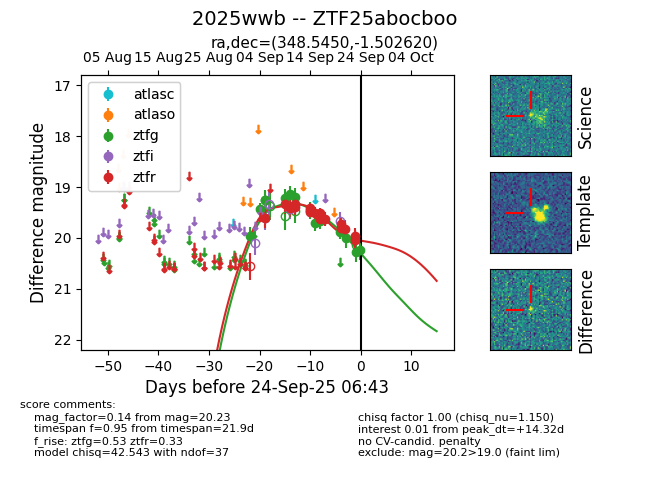 2025wwb -- ZTF25abocboo
ra,dec=(348.5450,-1.502620)
05 Aug 15 Aug 25 Aug 04 Sep 14 Sep 24 Sep 04 Oct
17
18
19
20
21
22
Difference magnitude
atlasc
atlaso
ztfg
ztfi
ztfr
−50 −40 −30 −20 −10 0 10
Days before 24-Sep-25 06:43
Science
Template
Difference
score comments:
mag_factor=0.14 from mag=20.23
timespan f=0.95 from timespan=21.9d
f_rise: ztfg=0.53 ztfr=0.33
model chisq=42.543 with ndof=37
chisq factor 1.00 (chisq_nu=1.150)
interest 0.01 from peak_dt=+14.32d
no CV-candid. penalty
exclude: mag=20.2>19.0 (faint lim)